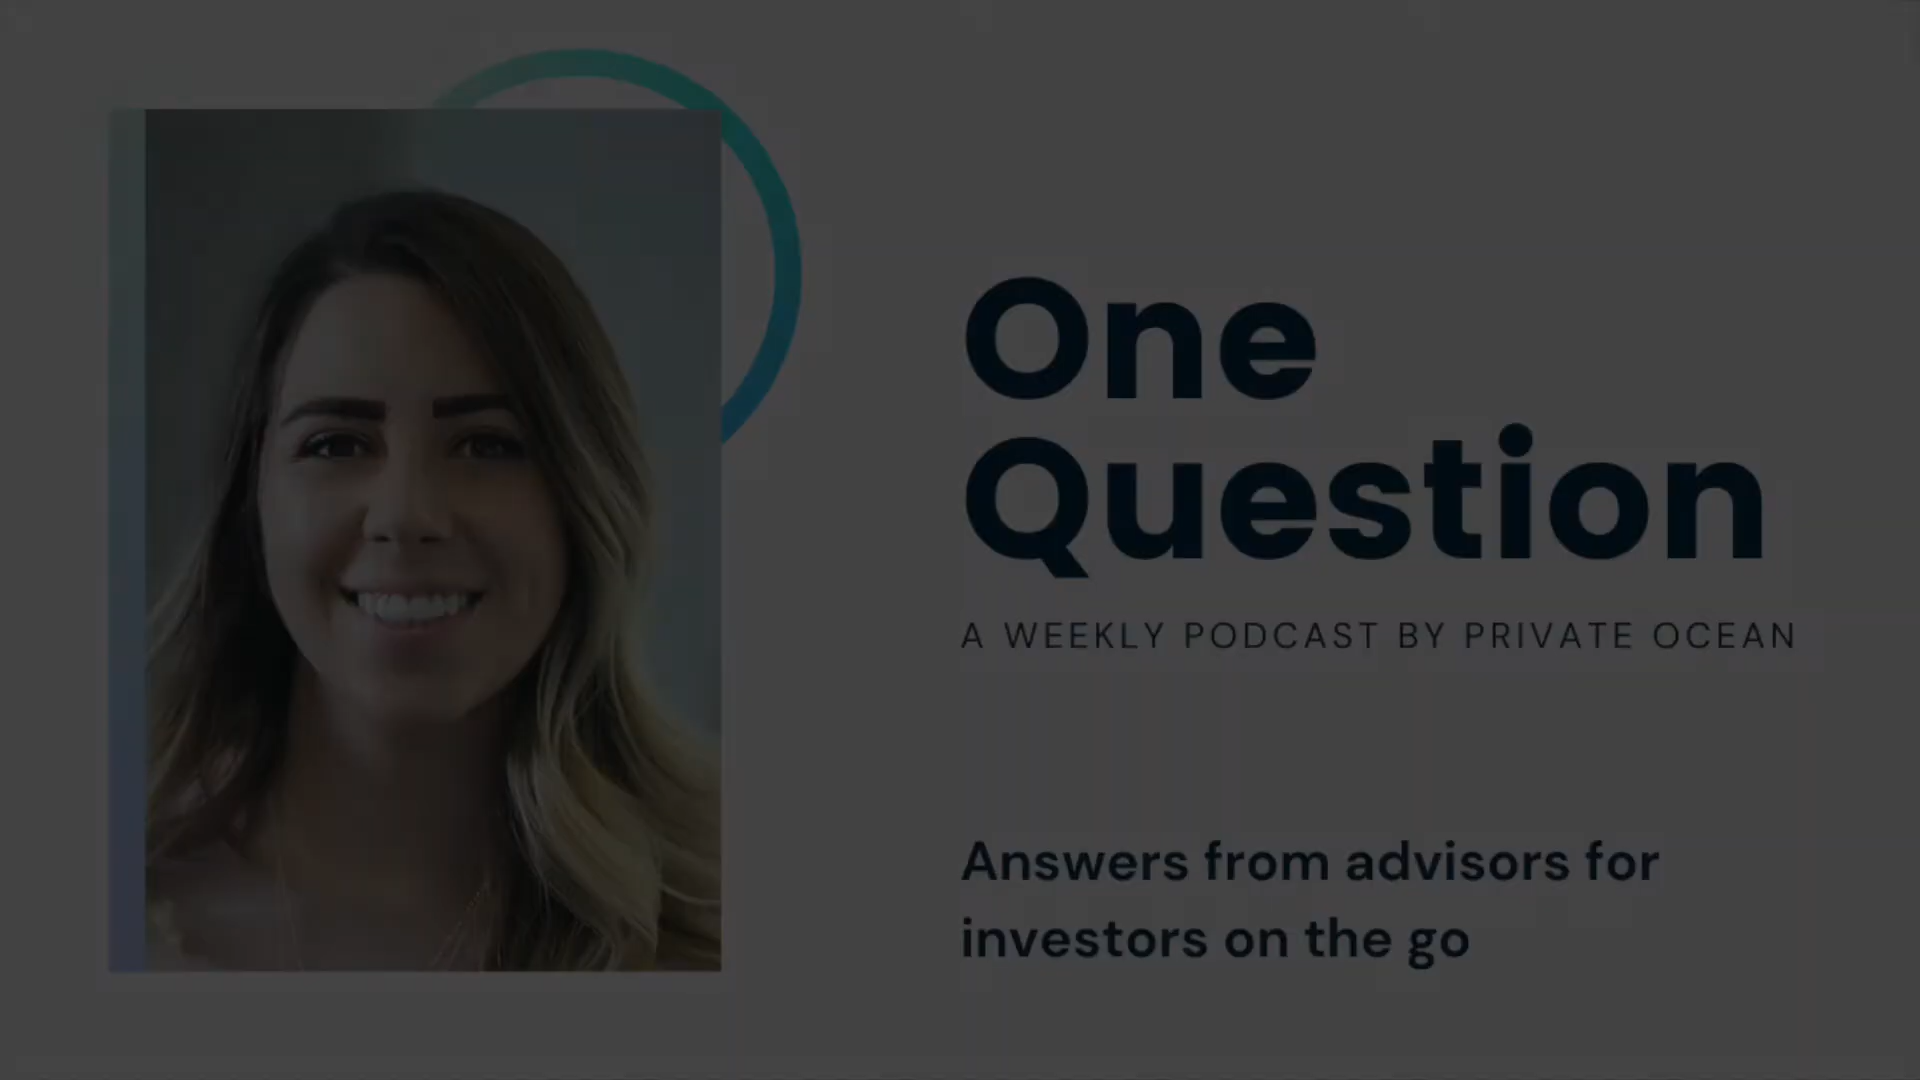 One
Question
A WEEKLY PODCAST BY PRIVATE OCEAN
Answers from advisors for
investors on the go